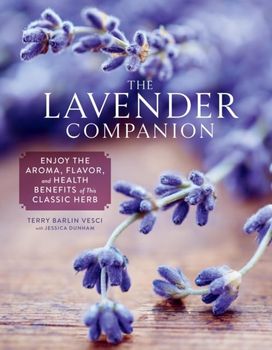 THE
LAVENDER
COMPANION
ENJOY THE
AROMA, FLAVOR,
and HEALTH
BENEFITS of This
CLASSIC HERB
TERRY BARLIN VESCI
with JESSICA DUNHAM